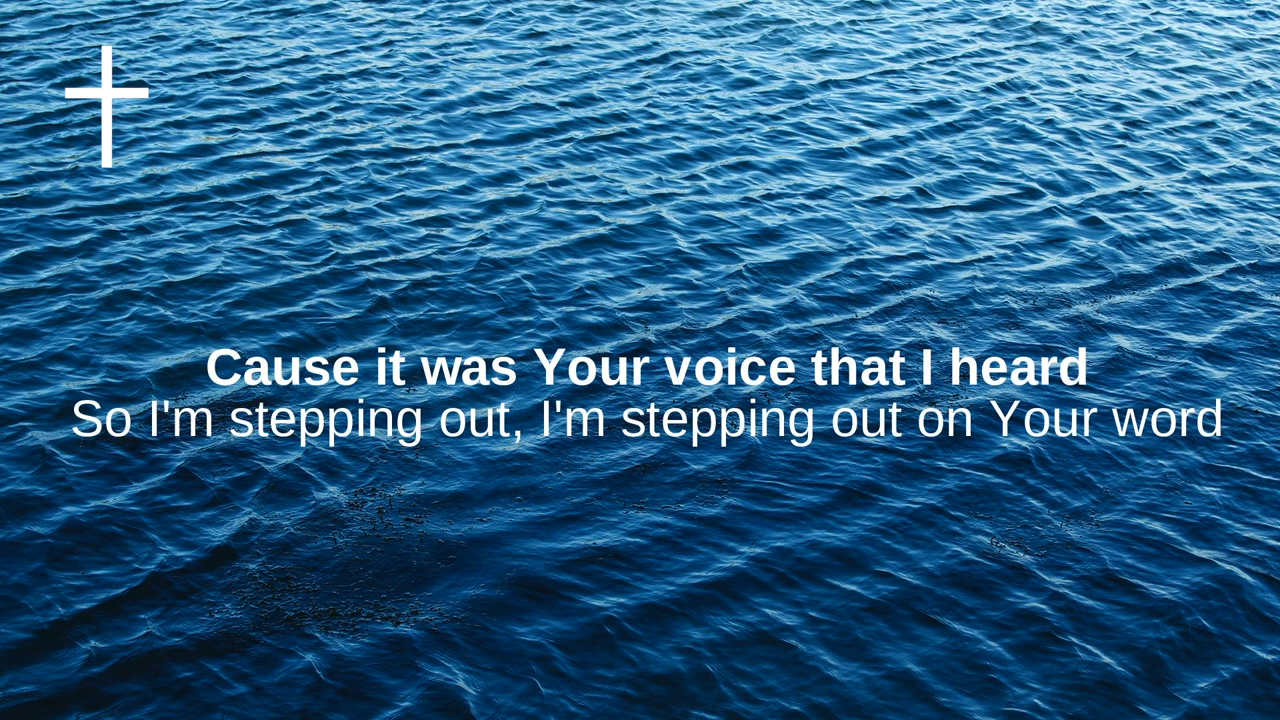 Cause it was Your voice that I heard
So I'm stepping out, I'm stepping out on Your word